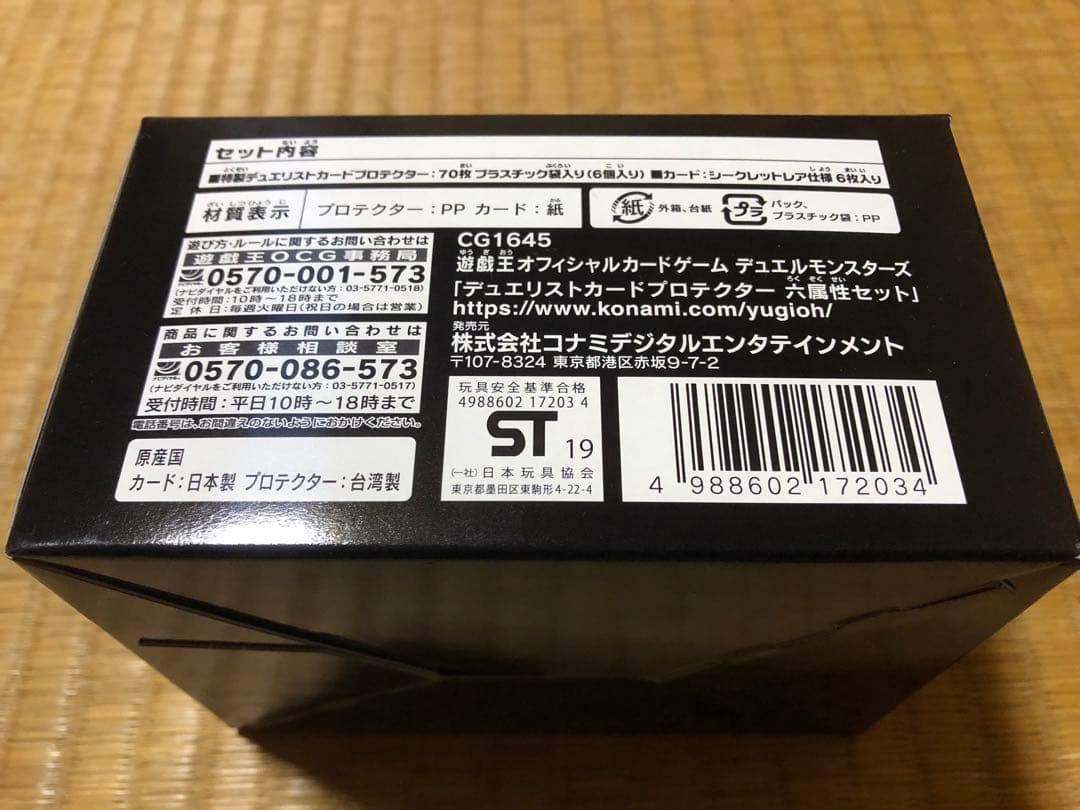 セット内容
■特製デュエリストカードプロテクター：70枚 プラスチック袋入り(6個入り) ■カード：シークレットレア仕様 6枚入り
材質表示 プロテクター：PP カード：紙
紙 外箱、台紙
プラ パック、
プラスチック袋：PP
遊び方・ルールに関するお問い合わせは
遊戯王OCG事務局
0570-001-573
(ナビダイヤルをご利用いただけない方：03-5771-0518)
受付時間：10時〜18時まで
定休日：毎週火曜日(祝日の場合は営業)
商品に関するお問い合わせは
お客様相談室
0570-086-573
(ナビダイヤルをご利用いただけない方：03-5771-0517)
受付時間：平日10時〜18時まで
電話番号は、お間違えのないようにおかけください。
原産国
カード：日本製 プロテクター：台湾製
CG1645
遊戯王オフィシャルカードゲーム デュエルモンスターズ
「デュエリストカードプロテクター 六属性セット」
https://www.konami.com/yugioh/
発売元
株式会社コナミデジタルエンタテインメント
〒107-8324 東京都港区赤坂9-7-2
玩具安全基準合格
4988602 17203 4
ST 19
(一社)日本玩具協会
東京都墨田区東駒形4-22-4
4 988602 172034